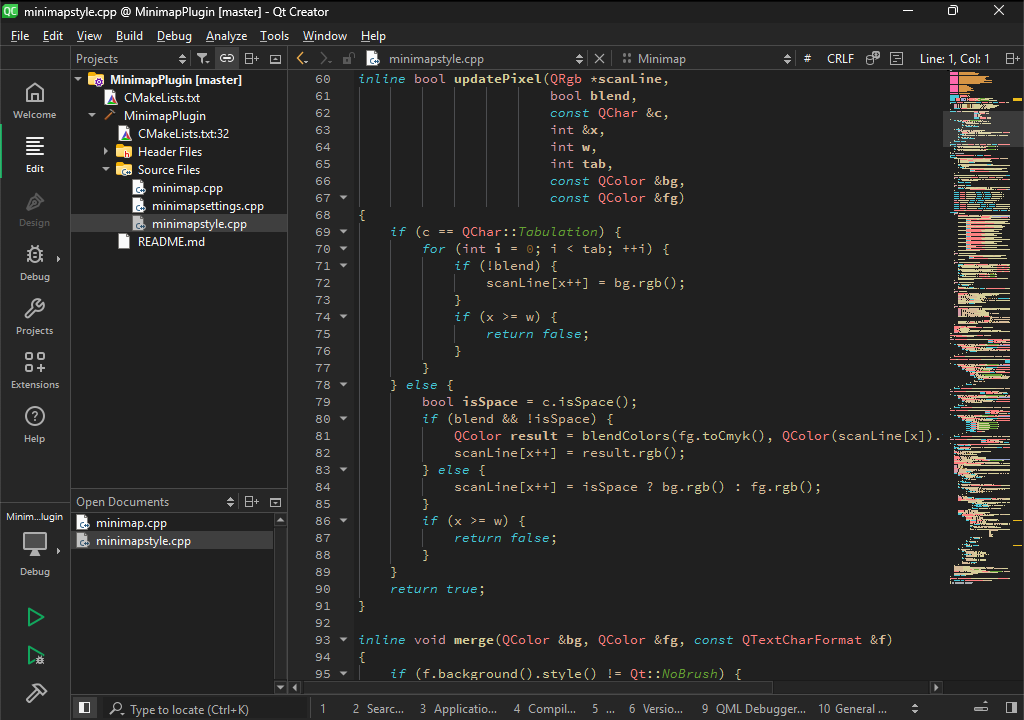 QC minimapstyle.cpp @ MinimapPlugin [master] - Qt Creator
File Edit View Build Debug Analyze Tools Window Help
Projects minimapstyle.cpp Minimap # CRLF Line: 1, Col: 1
Welcome
Edit
Design
Debug
Projects
Extensions
Help
MinimapPlugin [master]
CMakeLists.txt
MinimapPlugin
CMakeLists.txt:32
Header Files
Source Files
minimap.cpp
minimapsettings.cpp
minimapstyle.cpp
README.md
Open Documents
minimap.cpp
minimapstyle.cpp
Minim...lugin
Debug
60 inline bool updatePixel(QRgb *scanLine,
61 bool blend,
62 const QChar &c,
63 int &x,
64 int w,
65 int tab,
66 const QColor &bg,
67 const QColor &fg)
68 {
69 if (c == QChar::Tabulation) {
70 for (int i = 0; i < tab; ++i) {
71 if (!blend) {
72 scanLine[x++] = bg.rgb();
73 }
74 if (x >= w) {
75 return false;
76 }
77 }
78 } else {
79 bool isSpace = c.isSpace();
80 if (blend && !isSpace) {
81 QColor result = blendColors(fg.toCmyk(), QColor(scanLine[x]).
82 scanLine[x++] = result.rgb();
83 } else {
84 scanLine[x++] = isSpace ? bg.rgb() : fg.rgb();
85 }
86 if (x >= w) {
87 return false;
88 }
89 }
90 return true;
91 }
92
93 inline void merge(QColor &bg, QColor &fg, const QTextCharFormat &f)
94 {
95 if (f.background().style() != Qt::NoBrush) {
Type to locate (Ctrl+K) 1 2 Searc... 3 Applicatio... 4 Compil... 5 ... 6 Versio... 9 QML Debugger... 10 General ...